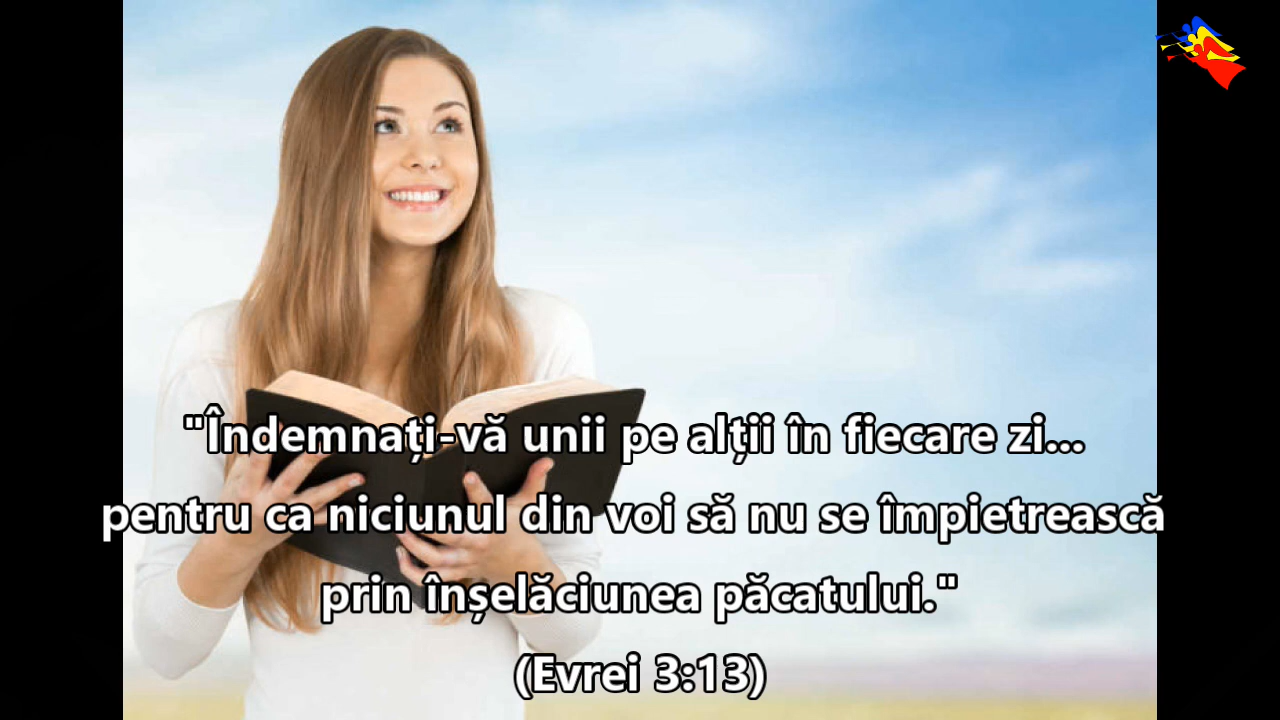 "Îndemnați-vă unii pe alții în fiecare zi...
pentru ca niciunul din voi să nu se împietrească
prin înșelăciunea păcatului."
(Evrei 3:13)